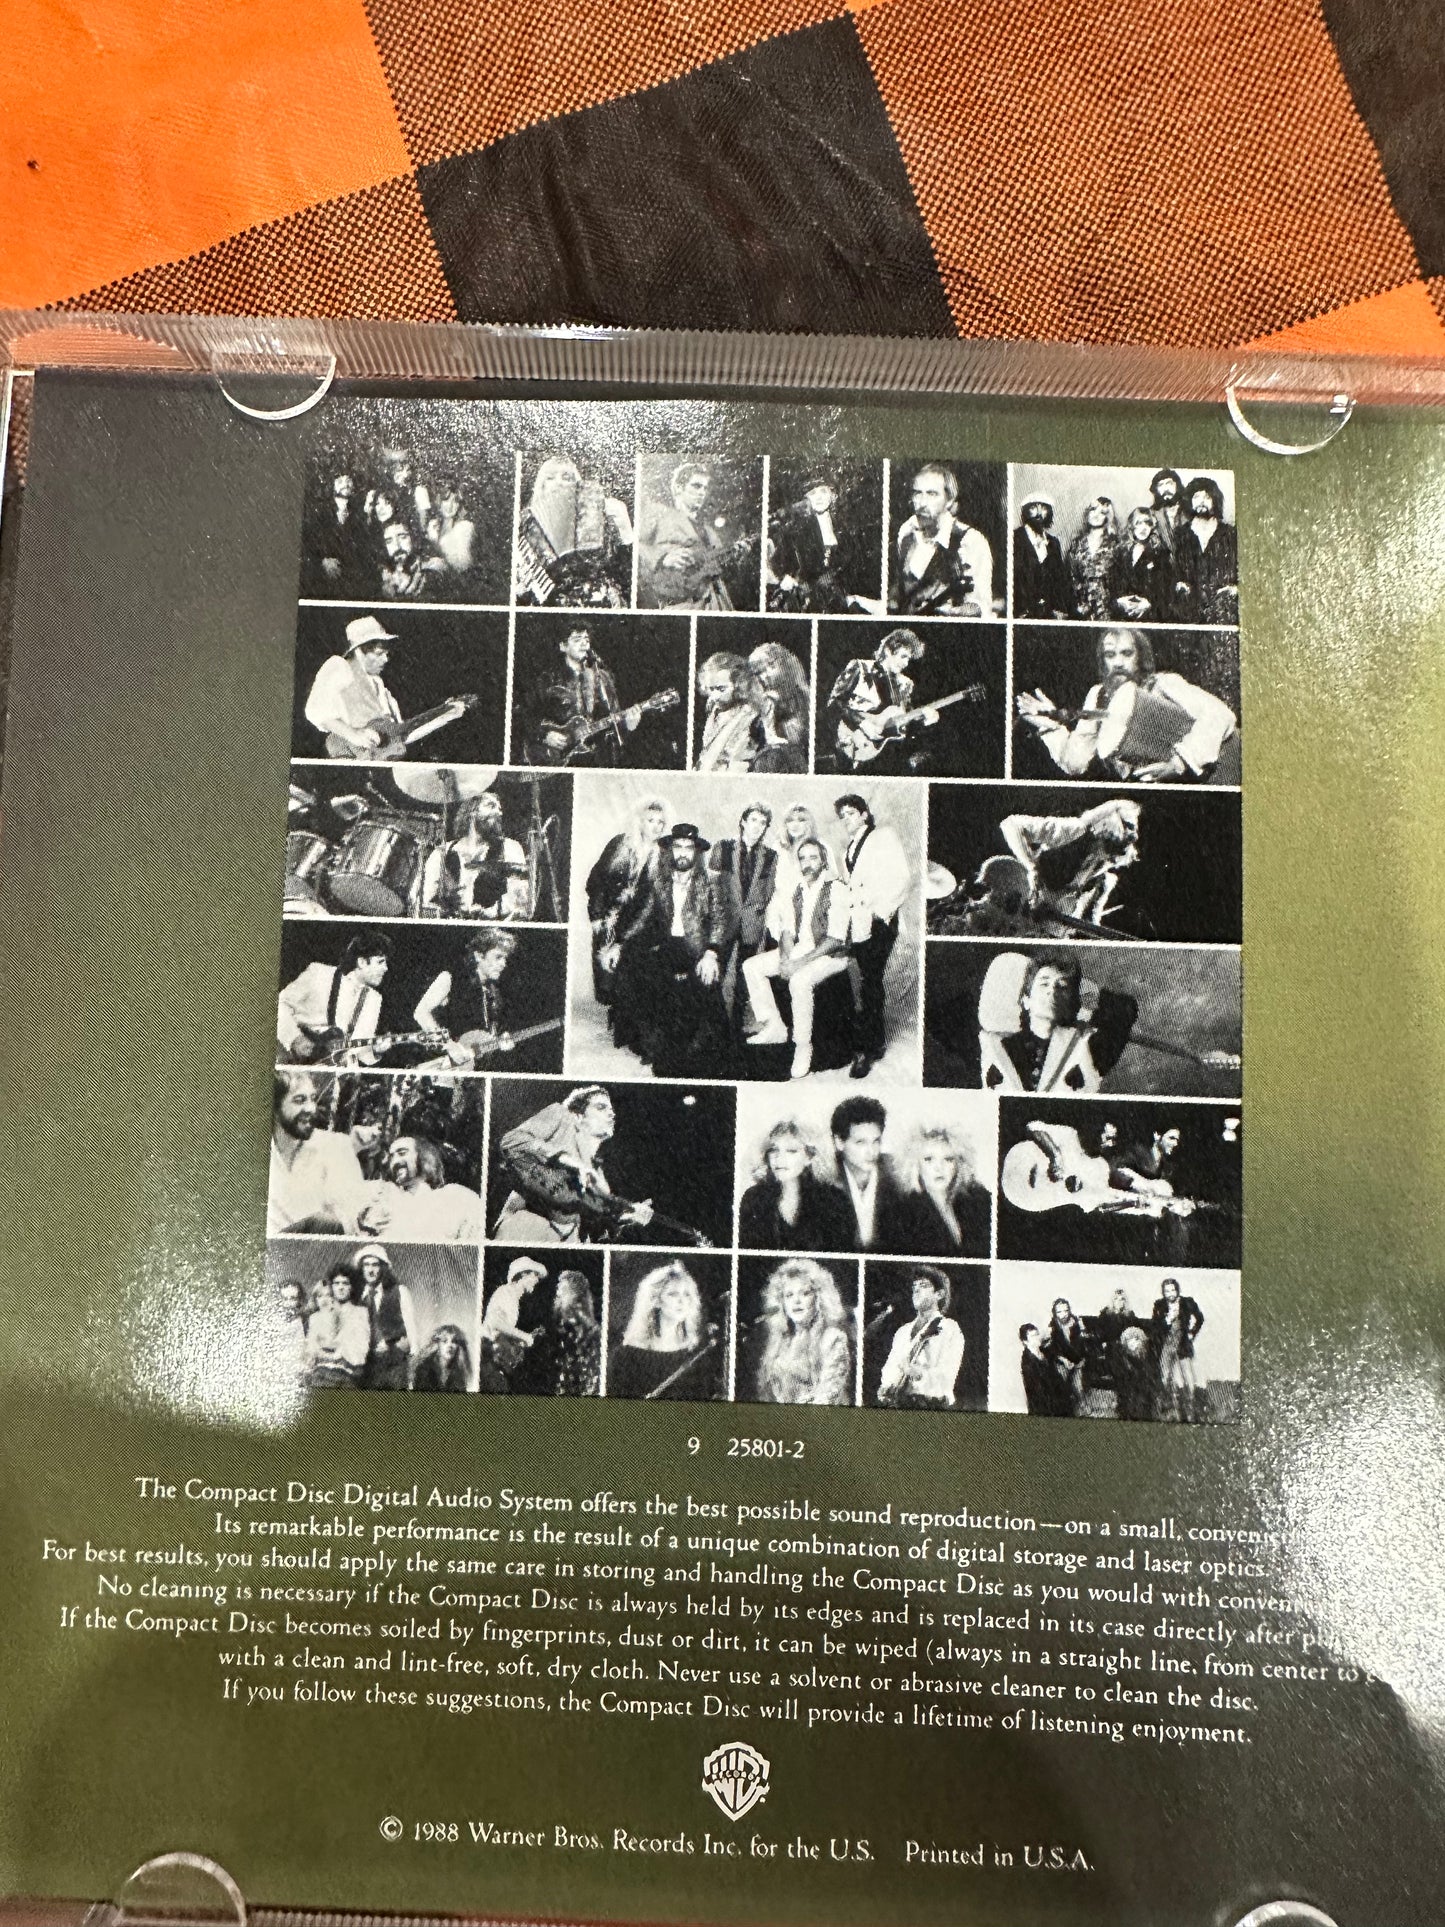 9 25801-2
The Compact Disc Digital Audio System offers the best possible sound reproduction—on a small,
Its remarkable performance is the result of a unique combination of digital storage and laser optics.
For best results, you should apply the same care in storing and handling the Compact Disc as you would with
No cleaning is necessary if the Compact Disc is always held by its edges and is replaced in its case directly after
If the Compact Disc becomes soiled by fingerprints, dust or dirt, it can be wiped (always in a straight line, from center to
with a clean and lint-free, soft, dry cloth. Never use a solvent or abrasive cleaner to clean the disc.
If you follow these suggestions, the Compact Disc will provide a lifetime of listening enjoyment.
RECORDS
© 1988 Warner Bros. Records Inc. for the U.S. Printed in U.S.A.